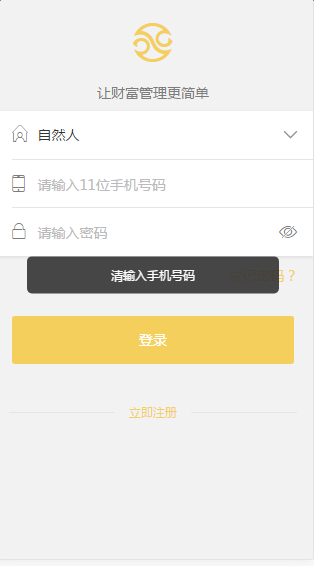 让财富管理更简单
自然人
请输入11位手机号码
请输入密码
请输入手机号码
码？
登录
立即注册